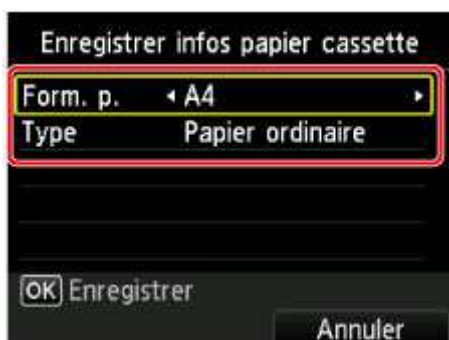 Enregistrer infos papier cassette
Form. p. A4
Type Papier ordinaire
OK Enregistrer
Annuler